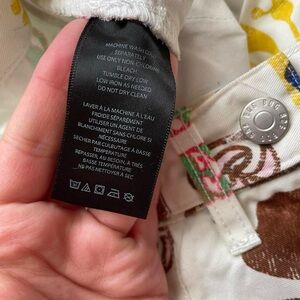 MACHINE WASH COLD
SEPARATELY
USE ONLY NON-CHLORINE
BLEACH
TUMBLE DRY LOW
LOW IRON AS NEEDED
DO NOT DRY CLEAN
LAVER À LA MACHINE À L'EAU
FROIDE SÉPARÉMENT
UTILISER UN AGENT DE
BLANCHIMENT SANS CHLORE SI
NÉCESSAIRE
SÉCHER PAR CULBUTAGE À BASSE
TEMPÉRATURE
REPASSER, AU BESOIN, À TRÈS
BASSE TEMPÉRATURE
NE PAS NETTOYER À SEC